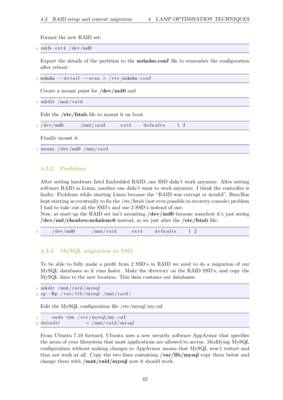 4.3 RAID setup and content migration 4 LAMP OPTIMISATION TECHNIQUES
Format the new RAID set:
1 mkfs.ext4 /dev/md0
Export the details of the partition to the mdadm.conf file to remember the configuration
after reboot.
1 mdadm --detail --scan > /etc/mdadm.conf
Create a mount point for /dev/md0 and
1 mkdir /mnt/raid
Edit the /etc/fstab file to mount it on boot.
1 /dev/md0 /mnt/raid ext4 defaults 1 2
Finally mount it.
1 mount /dev/md0 /mnt/raid
4.3.2 Problems
After setting hardware Intel Embedded RAID, one SSD didn't work anymore. After setting
software RAID in Linux, another one didn't want to work anymore. I think the controller is
faulty. Problems while starting Linux because the "RAID was corrupt or invalid". BusyBox
kept starting so eventually to fix the /etc/fstab (not even possible in recovery console) problem
I had to take out all the SSD's and use 2 SSD's instead of one.
Now, at start-up the RAID set isn't mounting /dev/md0 because somehow it's just seeing
instead, so we just alter the /etc/fstab file:
1 /dev/md0 /mnt/raid ext4 defaults 1 2
4.3.3 MySQL migration to SSD
To be able to fully make a profit from 2 SSD's in RAID we need to do a migration of our
MySQL databases so it runs faster. Make the directory on the RAID SSD's, and copy the
MySQL data to the new location. This data contains our databases.
1 mkdir /mnt/raid/mysql
2 cp -Rp /var/lib/mysql /mnt/raid/
Edit the MySQL configuration file /etc/mysql/my.cnf.
1 sudo vim /etc/mysql/my.cnf
2 datadir = /mnt/raid/mysql
From Ubuntu 7.10 forward, Ubuntu uses a new security software AppArmor that specifies
the areas of your filesystem that most applications are allowed to access. Modifying MySQL
configuration without making changes to AppArmor means that MySQL won't restart and
thus not work at all. Copy the two lines containing /var/lib/mysql copy them below and
change them with /mnt/raid/mysql now it should work.
62